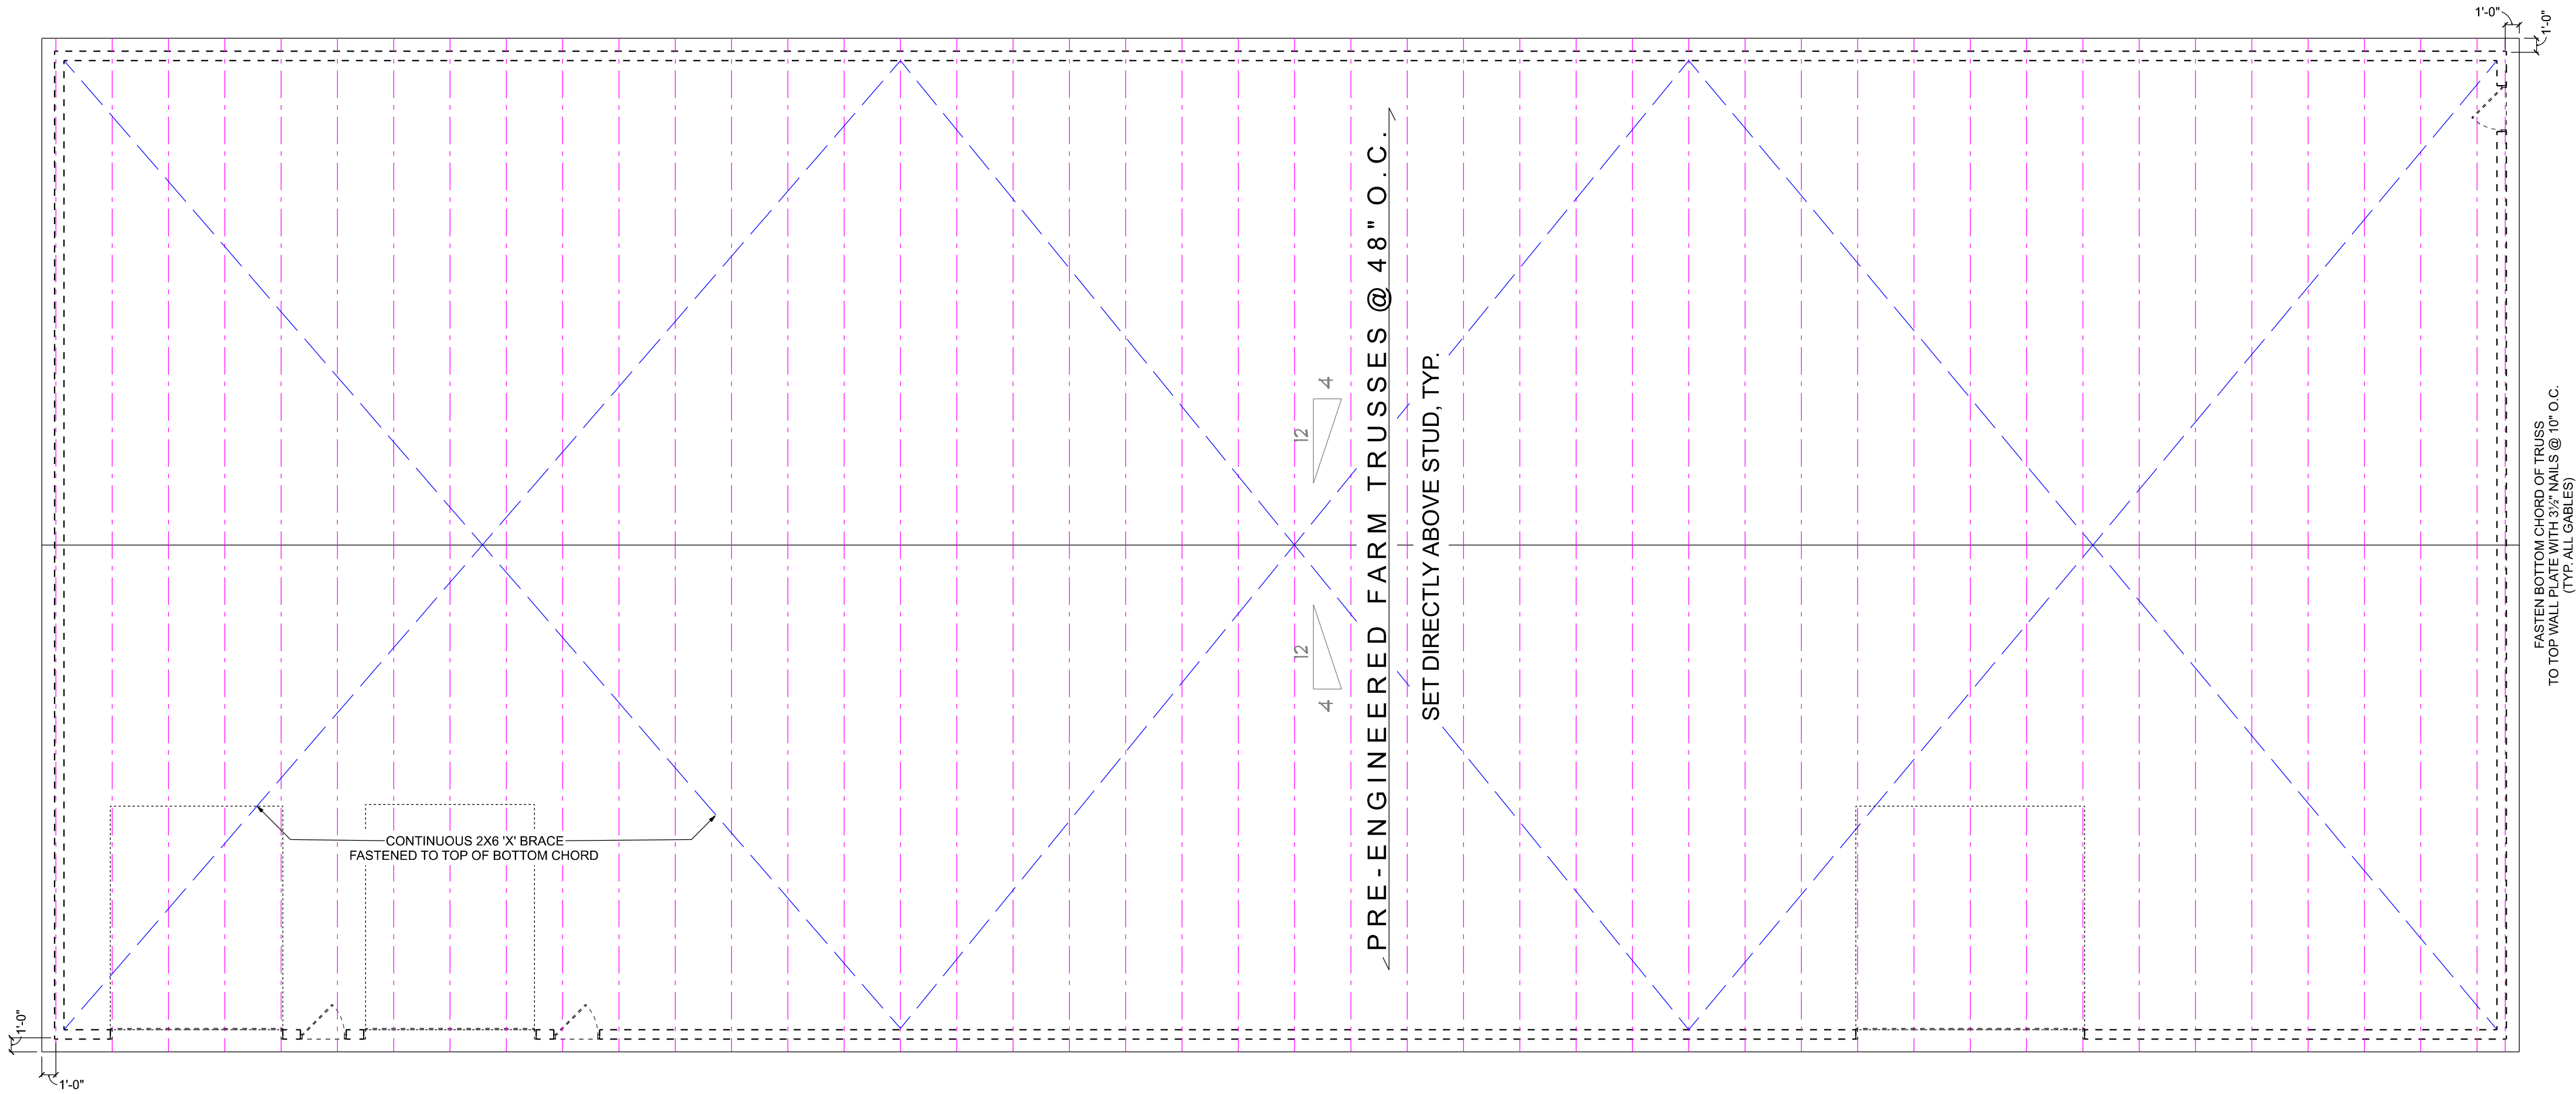 1'-0"
1'-0"
PRE-ENGINEERED FARM TRUSSES @ 48" O.C.
SET DIRECTLY ABOVE STUD, TYP.
4
12
12
4
FASTEN BOTTOM CHORD OF TRUSS
TO TOP WALL PLATE WITH 3½" NAILS @ 10" O.C.
(TYP. ALL GABLES)
CONTINUOUS 2X6 'X' BRACE
FASTENED TO TOP OF BOTTOM CHORD
1'-0"
1'-0"